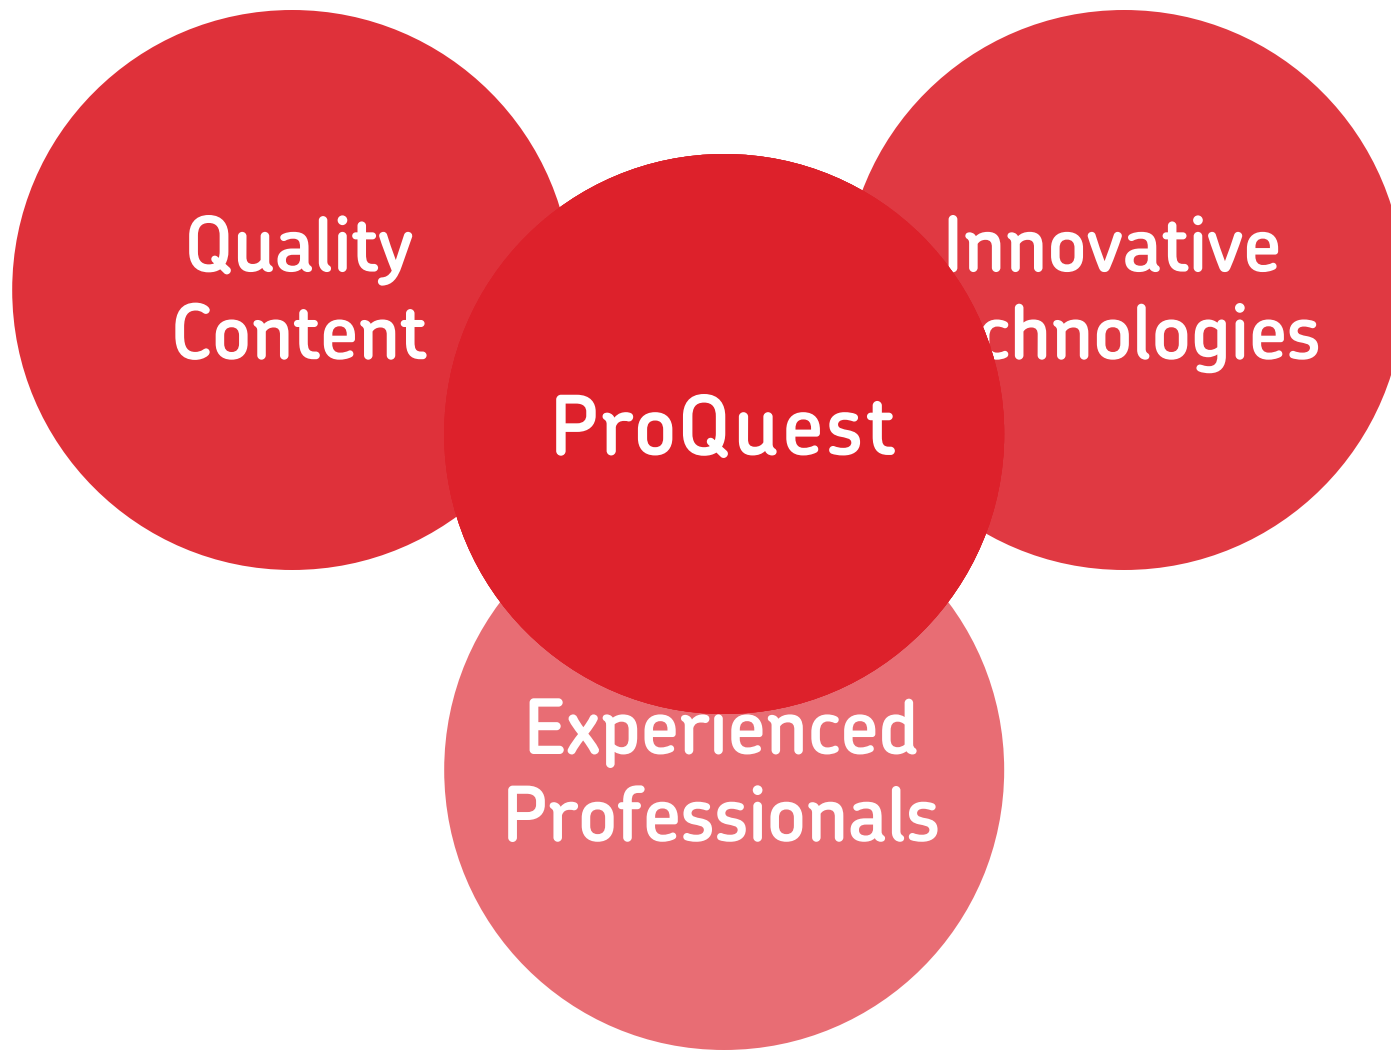 Quality
Content
Innovative
chnologies
ProQuest
Experienced
Professionals